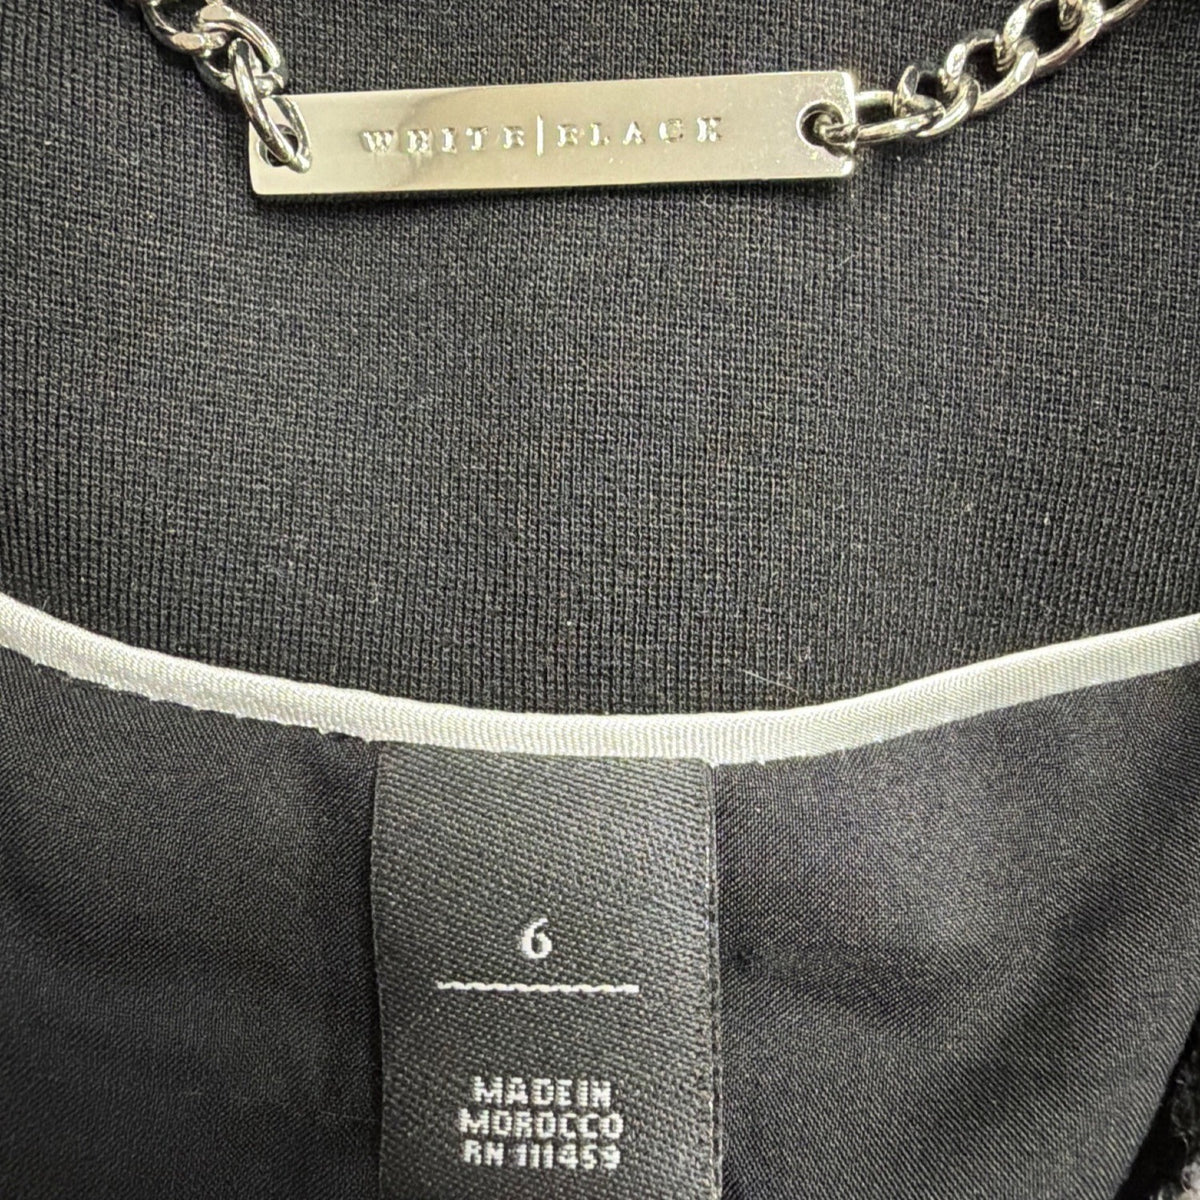 WHITE|BLACK
6
MADE IN
MOROCCO
RN 111459